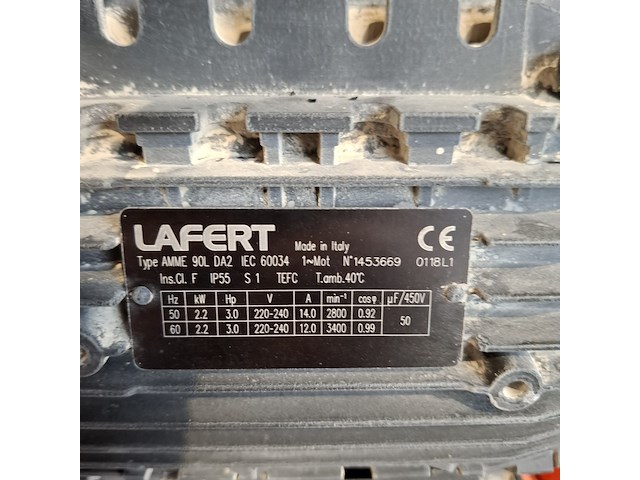 LAFERT Made in Italy CE
Type AMME 90L DA2 IEC 60034 1~Mot N°1453669 0118L1
Ins.Cl. F IP55 S 1 TEFC T.amb.40°C
Hz kW Hp V A min⁻¹ cosφ µF/450V
50 2.2 3.0 220-240 14.0 2800 0.92 50
60 2.2 3.0 220-240 12.0 3400 0.99